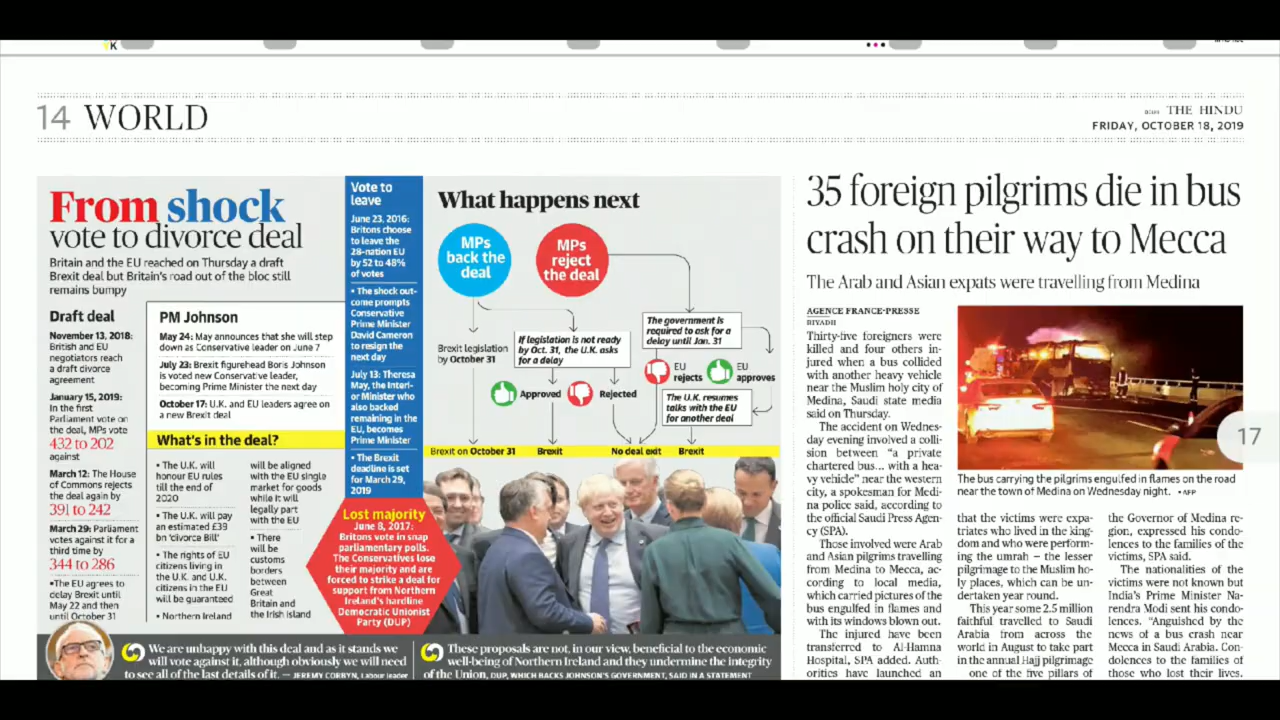 K
14 WORLD
DELHI THE HINDU
FRIDAY, OCTOBER 18, 2019
From shock
vote to divorce deal
Britain and the EU reached on Thursday a draft
Brexit deal but Britain's road out of the bloc still
remains bumpy
Draft deal
November 13, 2018:
British and EU
negotiators reach
a draft divorce
agreement
January 15, 2019:
In the first
Parliament vote on
the deal, MPs vote
432 to 202
against
March 12: The House
of Commons rejects
the deal again by
391 to 242
March 29: Parliament
votes against it for a
third time by
344 to 286
•The EU agrees to
delay Brexit until
May 22 and then
until October 31
PM Johnson
May 24: May announces that she will step
down as Conservative leader on June 7
July 23: Brexit figurehead Boris Johnson
is voted new Conservative leader,
becoming Prime Minister the next day
October 17: U.K. and EU leaders agree on
a new Brexit deal
What's in the deal?
• The U.K. will
honour EU rules
till the end of
2020
• The U.K. will pay
an estimated £39
bn 'divorce Bill'
• The rights of EU
citizens living in
the U.K. and U.K.
citizens in the EU
will be guaranteed
• Northern Ireland
will be aligned
with the EU single
market for goods
while it will
legally part
with the EU
• There
will be
customs
borders
between
Great
Britain and
the Irish island
Vote to
leave
June 23, 2016:
Britons choose
to leave the
28-nation EU
by 52 to 48%
of votes
• The shock out-
come prompts
Conservative
Prime Minister
David Cameron
to resign the
next day
July 13: Theresa
May, the Interi-
or Minister who
also backed
remaining in the
EU, becomes
Prime Minister
• The Brexit
deadline is set
for March 29,
2019
Lost majority
June 8, 2017:
Britons vote in snap
parliamentary polls.
The Conservatives lose
their majority and are
forced to strike a deal for
support from Northern
Ireland's hardline
Democratic Unionist
Party (DUP)
What happens next
MPs
back the
deal
MPs
reject
the deal
Brexit legislation
by October 31
If legislation is not ready
by Oct. 31, the U.K. asks
for a delay
The government is
required to ask for a
delay until Jan. 31
EU
rejects
EU
approves
Approved
Rejected
The U.K. resumes
talks with the EU
for another deal
Brexit on October 31
Brexit
No deal exit
Brexit
We are unhappy with this deal and as it stands we
will vote against it, although obviously we will need
to see all of the last details of it. — JEREMY CORBYN, Labour leader
These proposals are not, in our view, beneficial to the economic
well-being of Northern Ireland and they undermine the integrity
of the Union, DUP, WHICH BACKS JOHNSON'S GOVERNMENT, SAID IN A STATEMENT
35 foreign pilgrims die in bus
crash on their way to Mecca
The Arab and Asian expats were travelling from Medina
AGENCE FRANCE-PRESSE
RIYADH
Thirty-five foreigners were
killed and four others in-
jured when a bus collided
with another heavy vehicle
near the Muslim holy city of
Medina, Saudi state media
said on Thursday.
The accident on Wednes-
day evening involved a colli-
sion between "a private
chartered bus... with a hea-
vy vehicle" near the western
city, a spokesman for Medi-
na police said, according to
the official Saudi Press Agen-
cy (SPA).
Those involved were Arab
and Asian pilgrims travelling
from Medina to Mecca, ac-
cording to local media,
which carried pictures of the
bus engulfed in flames and
with its windows blown out.
The injured have been
transferred to Al-Hamna
Hospital, SPA added. Auth-
orities have launched an
The bus carrying the pilgrims engulfed in flames on the road
near the town of Medina on Wednesday night. •AFP
that the victims were expa-
triates who lived in the king-
dom and who were perform-
ing the umrah – the lesser
pilgrimage to the Muslim ho-
ly places, which can be un-
dertaken year round.
This year some 2.5 million
faithful travelled to Saudi
Arabia from across the
world in August to take part
in the annual Hajj pilgrimage
one of the five pillars of
the Governor of Medina re-
gion, expressed his condo-
lences to the families of the
victims, SPA said.
The nationalities of the
victims were not known but
India's Prime Minister Na-
rendra Modi sent his condo-
lences. "Anguished by the
news of a bus crash near
Mecca in Saudi Arabia. Con-
dolences to the families of
those who lost their lives.
17